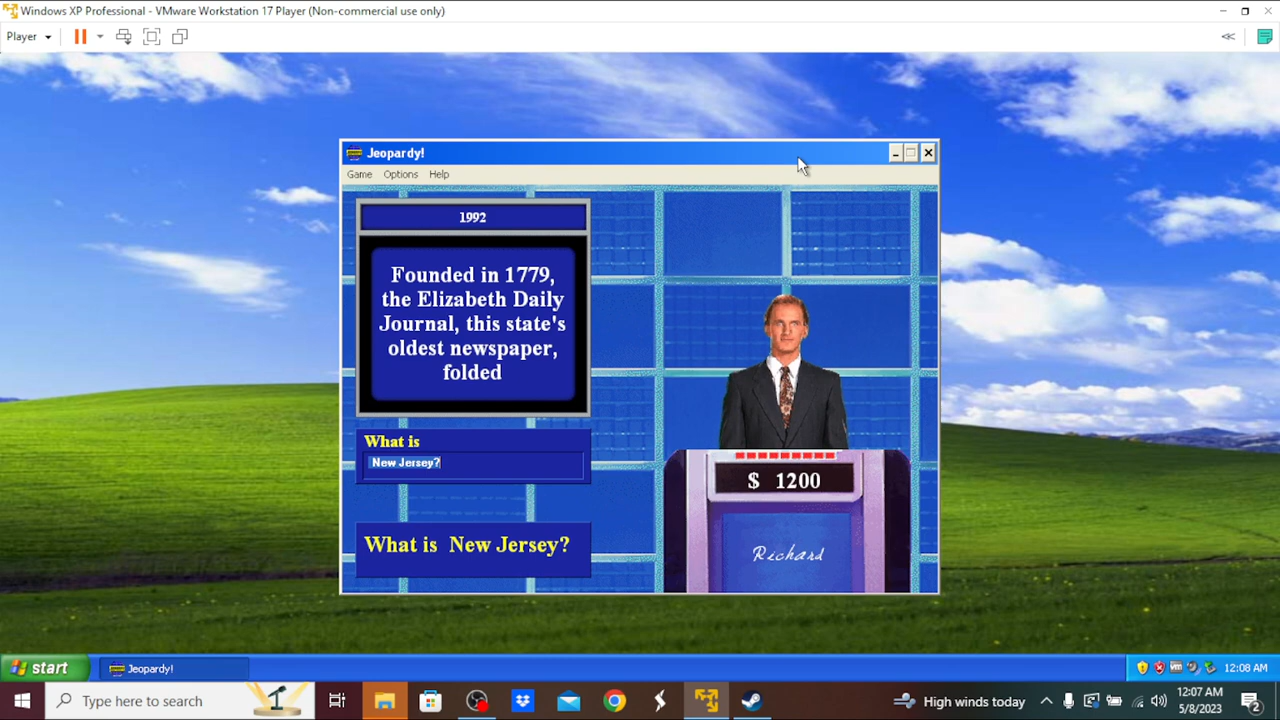 Windows XP Professional - VMware Workstation 17 Player (Non-commercial use only)
Player
Jeopardy!
Game Options Help
1992
Founded in 1779,
the Elizabeth Daily
Journal, this state's
oldest newspaper,
folded
What is
New Jersey?
What is New Jersey?
$ 1200
Richard
start
Jeopardy!
12:08 AM
Type here to search
High winds today
12:07 AM
5/8/2023
2